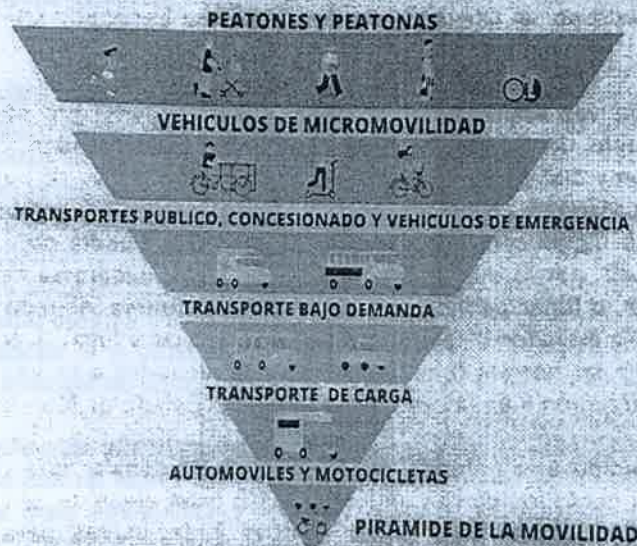 PEATONES Y PEATONAS
VEHICULOS DE MICROMOVILIDAD
TRANSPORTES PUBLICO, CONCESIONADO Y VEHICULOS DE EMERGENCIA
TRANSPORTE BAJO DEMANDA
TRANSPORTE DE CARGA
AUTOMOVILES Y MOTOCICLETAS
PIRAMIDE DE LA MOVILIDAD